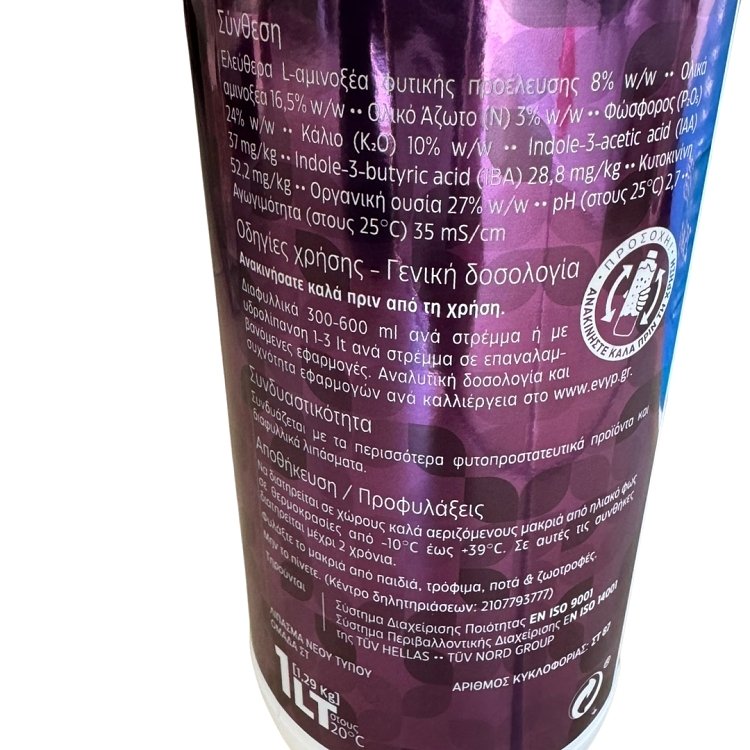 Σύνθεση
Ελεύθερα L-αμινοξέα φυτικής προέλευσης 8% w/w •• Ολικά
αμινοξέα 16,5% w/w •• Ολικό Άζωτο (N) 3% w/w •• Φώσφορος (P₂O₅)
24% w/w •• Κάλιο (K₂O) 10% w/w •• Indole-3-acetic acid (IAA)
37 mg/kg •• Indole-3-butyric acid (IBA) 28,8 mg/kg •• Κυτοκινίνη
52,2 mg/kg •• Οργανική ουσία 27% w/w •• pH (στους 25°C) 2,7 ••
Αγωγιμότητα (στους 25°C) 35 mS/cm
Οδηγίες χρήσης – Γενική δοσολογία
Ανακινήσατε καλά πριν από τη χρήση.
Διαφυλλικά 300-600 ml ανά στρέμμα ή με
υδρολίπανση 1-3 lt ανά στρέμμα σε επαναλαμ-
βανόμενες εφαρμογές. Αναλυτική δοσολογία και
συχνότητα εφαρμογών ανά καλλιέργεια στο www.evyp.gr.
ΠΡΟΣΟΧΗ!
ΑΝΑΚΙΝΗΣΤΕ ΚΑΛΑ ΠΡΙΝ ΤΗ ΧΡΗΣΗ
Συνδυαστικότητα
Συνδυάζεται με τα περισσότερα φυτοπροστατευτικά προϊόντα και
διαφυλλικά λιπάσματα.
Αποθήκευση / Προφυλάξεις
Να διατηρείται σε χώρους καλά αεριζόμενους μακριά από ηλιακό φως
σε θερμοκρασίες από –10°C έως +39°C. Σε αυτές τις συνθήκες
διατηρείται μέχρι 2 χρόνια.
Φυλάξτε το μακριά από παιδιά, τρόφιμα, ποτά & ζωοτροφές.
Μην το πίνετε. (Κέντρο δηλητηριάσεων: 2107793777)
Τηρούνται
Σύστημα Διαχείρισης Ποιότητας EN ISO 9001
Σύστημα Περιβαλλοντικής Διαχείρισης EN ISO 14001
της TÜV HELLAS •• TÜV NORD GROUP
ΛΙΠΑΣΜΑ ΝΕΟΥ ΤΥΠΟΥ
ΟΜΑΔΑ ΣΤ
ΑΡΙΘΜΟΣ ΚΥΚΛΟΦΟΡΙΑΣ: ΣΤ 67
[1,29 Kg]
1LT στους
20°C